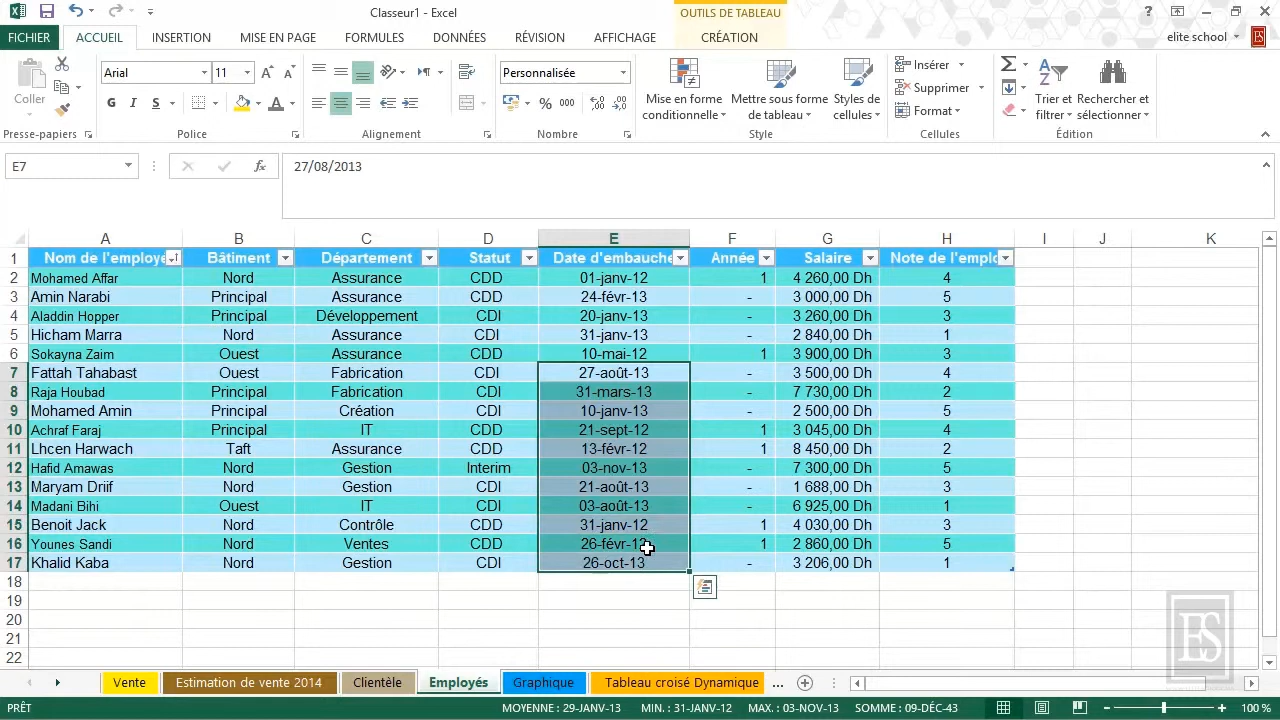 Classeur1 - Excel
OUTILS DE TABLEAU
FICHIER ACCUEIL INSERTION MISE EN PAGE FORMULES DONNÉES RÉVISION AFFICHAGE CRÉATION elite school
Coller
Arial 11
G I S
Personnalisée
% 000
Mise en forme conditionnelle
Mettre sous forme de tableau
Styles de cellules
Insérer
Supprimer
Format
Trier et filtrer
Rechercher et sélectionner
Presse-papiers Police Alignement Nombre Style Cellules Édition
E7 fx 27/08/2013
A B C D E F G H I J K
1 Nom de l'employe Bâtiment Département Statut Date d'embauche Année Salaire Note de l'emplo
2 Mohamed Affar Nord Assurance CDD 01-janv-12 1 4 260,00 Dh 4
3 Amin Narabi Principal Assurance CDD 24-févr-13 - 3 000,00 Dh 5
4 Aladdin Hopper Principal Développement CDI 20-janv-13 - 3 260,00 Dh 3
5 Hicham Marra Nord Assurance CDI 31-janv-13 - 2 840,00 Dh 1
6 Sokayna Zaim Ouest Assurance CDD 10-mai-12 1 3 900,00 Dh 3
7 Fattah Tahabast Ouest Fabrication CDI 27-août-13 - 3 500,00 Dh 4
8 Raja Houbad Principal Fabrication CDI 31-mars-13 - 7 730,00 Dh 2
9 Mohamed Amin Principal Création CDI 10-janv-13 - 2 500,00 Dh 5
10 Achraf Faraj Principal IT CDD 21-sept-12 1 3 045,00 Dh 4
11 Lhcen Harwach Taft Assurance CDD 13-févr-12 1 8 450,00 Dh 2
12 Hafid Amawas Nord Gestion Interim 03-nov-13 - 7 300,00 Dh 5
13 Maryam Driif Nord Gestion CDI 21-août-13 - 1 688,00 Dh 3
14 Madani Bihi Ouest IT CDI 03-août-13 - 6 925,00 Dh 1
15 Benoit Jack Nord Contrôle CDD 31-janv-12 1 4 030,00 Dh 3
16 Younes Sandi Nord Ventes CDD 26-févr-12 1 2 860,00 Dh 5
17 Khalid Kaba Nord Gestion CDI 26-oct-13 - 3 206,00 Dh 1
18
19
20
21
22
ES
Vente Estimation de vente 2014 Clientèle Employés Graphique Tableau croisé Dynamique ...
PRÊT MOYENNE : 29-JANV-13 MIN. : 31-JANV-12 MAX. : 03-NOV-13 SOMME : 09-DÉC-43 100 %